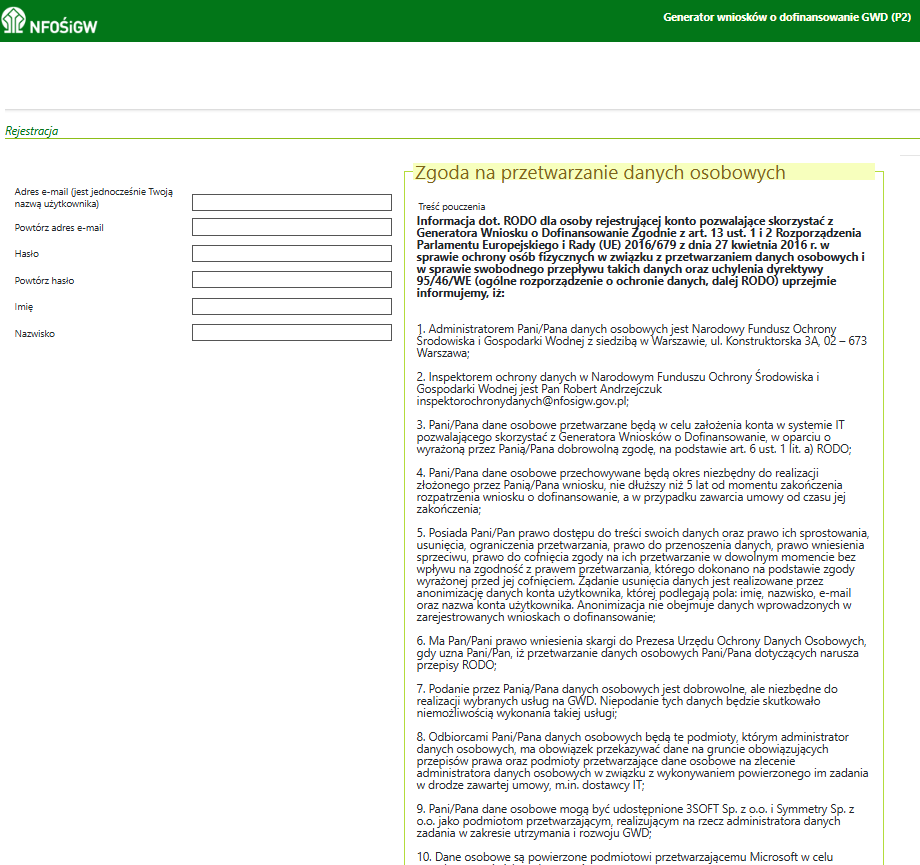 NFOŚiGW
Generator wniosków o dofinansowanie GWD (P2)
Rejestracja
Adres e-mail (jest jednocześnie Twoją
nazwą użytkownika)
Powtórz adres e-mail
Hasło
Powtórz hasło
Imię
Nazwisko
Zgoda na przetwarzanie danych osobowych
Treść pouczenia
Informacja dot. RODO dla osoby rejestrującej konto pozwalające skorzystać z
Generatora Wniosku o Dofinansowanie Zgodnie z art. 13 ust. 1 i 2 Rozporządzenia
Parlamentu Europejskiego i Rady (UE) 2016/679 z dnia 27 kwietnia 2016 r. w
sprawie ochrony osób fizycznych w związku z przetwarzaniem danych osobowych i
w sprawie swobodnego przepływu takich danych oraz uchylenia dyrektywy
95/46/WE (ogólne rozporządzenie o ochronie danych, dalej RODO) uprzejmie
informujemy, iż:
1. Administratorem Pani/Pana danych osobowych jest Narodowy Fundusz Ochrony
Środowiska i Gospodarki Wodnej z siedzibą w Warszawie, ul. Konstruktorska 3A, 02 – 673
Warszawa;
2. Inspektorem ochrony danych w Narodowym Funduszu Ochrony Środowiska i
Gospodarki Wodnej jest Pan Robert Andrzejczuk
inspektorochronydanych@nfosigw.gov.pl;
3. Pani/Pana dane osobowe przetwarzane będą w celu założenia konta w systemie IT
pozwalającego skorzystać z Generatora Wniosków o Dofinansowanie, w oparciu o
wyrażoną przez Panią/Pana dobrowolną zgodę, na podstawie art. 6 ust. 1 lit. a) RODO;
4. Pani/Pana dane osobowe przechowywane będą okres niezbędny do realizacji
złożonego przez Panią/Pana wniosku, nie dłuższy niż 5 lat od momentu zakończenia
rozpatrzenia wniosku o dofinansowanie, a w przypadku zawarcia umowy od czasu jej
zakończenia;
5. Posiada Pani/Pan prawo dostępu do treści swoich danych oraz prawo ich sprostowania,
usunięcia, ograniczenia przetwarzania, prawo do przenoszenia danych, prawo wniesienia
sprzeciwu, prawo do cofnięcia zgody na ich przetwarzanie w dowolnym momencie bez
wpływu na zgodność z prawem przetwarzania, którego dokonano na podstawie zgody
wyrażonej przed jej cofnięciem. Żądanie usunięcia danych jest realizowane przez
anonimizację danych konta użytkownika, której podlegają pola: imię, nazwisko, e-mail
oraz nazwa konta użytkownika. Anonimizacja nie obejmuje danych wprowadzonych w
zarejestrowanych wnioskach o dofinansowanie;
6. Ma Pan/Pani prawo wniesienia skargi do Prezesa Urzędu Ochrony Danych Osobowych,
gdy uzna Pani/Pan, iż przetwarzanie danych osobowych Pani/Pana dotyczących narusza
przepisy RODO;
7. Podanie przez Panią/Pana danych osobowych jest dobrowolne, ale niezbędne do
realizacji wybranych usług na GWD. Niepodanie tych danych będzie skutkowało
niemożliwością wykonania takiej usługi;
8. Odbiorcami Pani/Pana danych osobowych będą te podmioty, którym administrator
danych osobowych, ma obowiązek przekazywać dane na gruncie obowiązujących
przepisów prawa oraz podmioty przetwarzające dane osobowe na zlecenie
administratora danych osobowych w związku z wykonywaniem powierzonego im zadania
w drodze zawartej umowy, m.in. dostawcy IT;
9. Pani/Pana dane osobowe mogą być udostępnione 3SOFT Sp. z o.o. i Symmetry Sp. z
o.o. jako podmiotom przetwarzającym, realizującym na rzecz administratora danych
zadania w zakresie utrzymania i rozwoju GWD;
10. Dane osobowe są powierzone podmiotowi przetwarzającemu Microsoft w celu